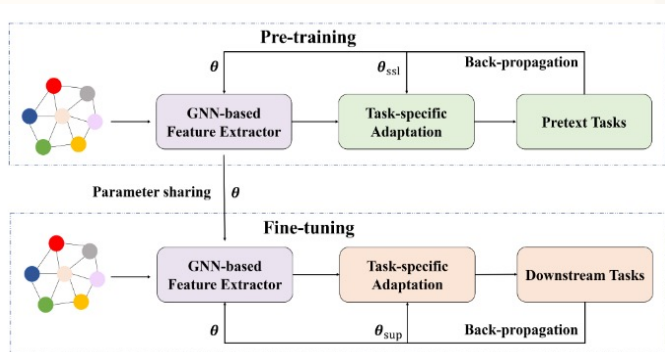 Pre-training
θ
θssl
Back-propagation
GNN-based
Feature Extractor
Task-specific
Adaptation
Pretext Tasks
Parameter sharing
θ
Fine-tuning
GNN-based
Feature Extractor
Task-specific
Adaptation
Downstream Tasks
θ
θsup
Back-propagation